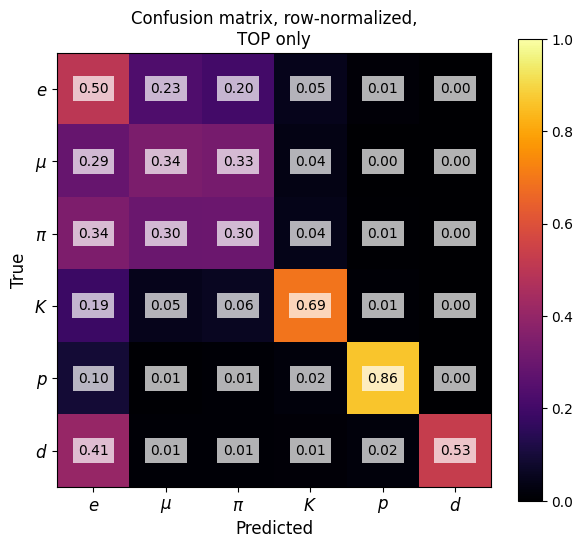 Confusion matrix, row-normalized,
TOP only
e 0.50 0.23 0.20 0.05 0.01 0.00
μ 0.29 0.34 0.33 0.04 0.00 0.00
π 0.34 0.30 0.30 0.04 0.01 0.00
K 0.19 0.05 0.06 0.69 0.01 0.00
p 0.10 0.01 0.01 0.02 0.86 0.00
d 0.41 0.01 0.01 0.01 0.02 0.53
e μ π K p d
True
Predicted
1.0
0.8
0.6
0.4
0.2
0.0